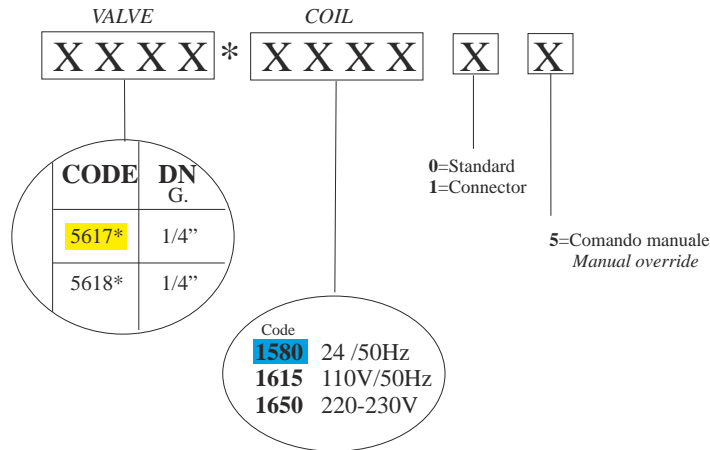 VALVE COIL
X X X X * X X X X X X
0=Standard
1=Connector
CODE DN
G.
5617* 1/4”
5618* 1/4”
5=Comando manuale
Manual override
Code
1580 24 /50Hz
1615 110V/50Hz
1650 220-230V